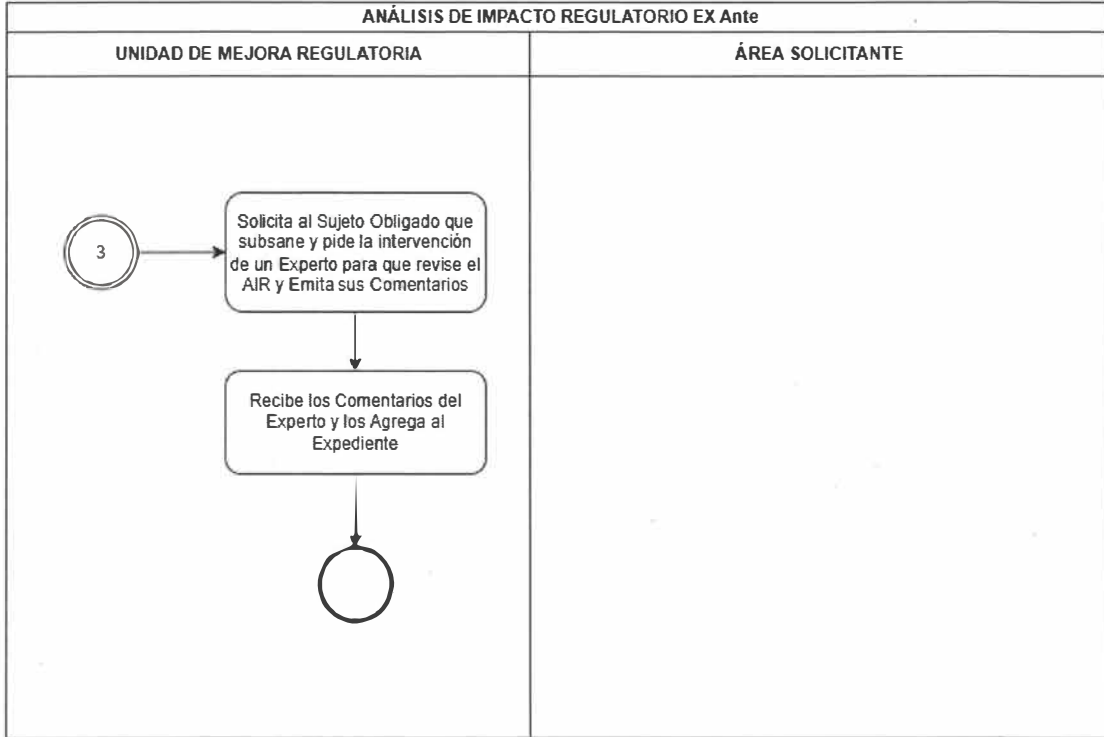 ANÁLISIS DE IMPACTO REGULATORIO EX Ante
UNIDAD DE MEJORA REGULATORIA
ÁREA SOLICITANTE
3
Solicita al Sujeto Obligado que
subsane y pide la intervención
de un Experto para que revise el
AIR y Emita sus Comentarios
Recibe los Comentarios del
Experto y los Agrega al
Expediente